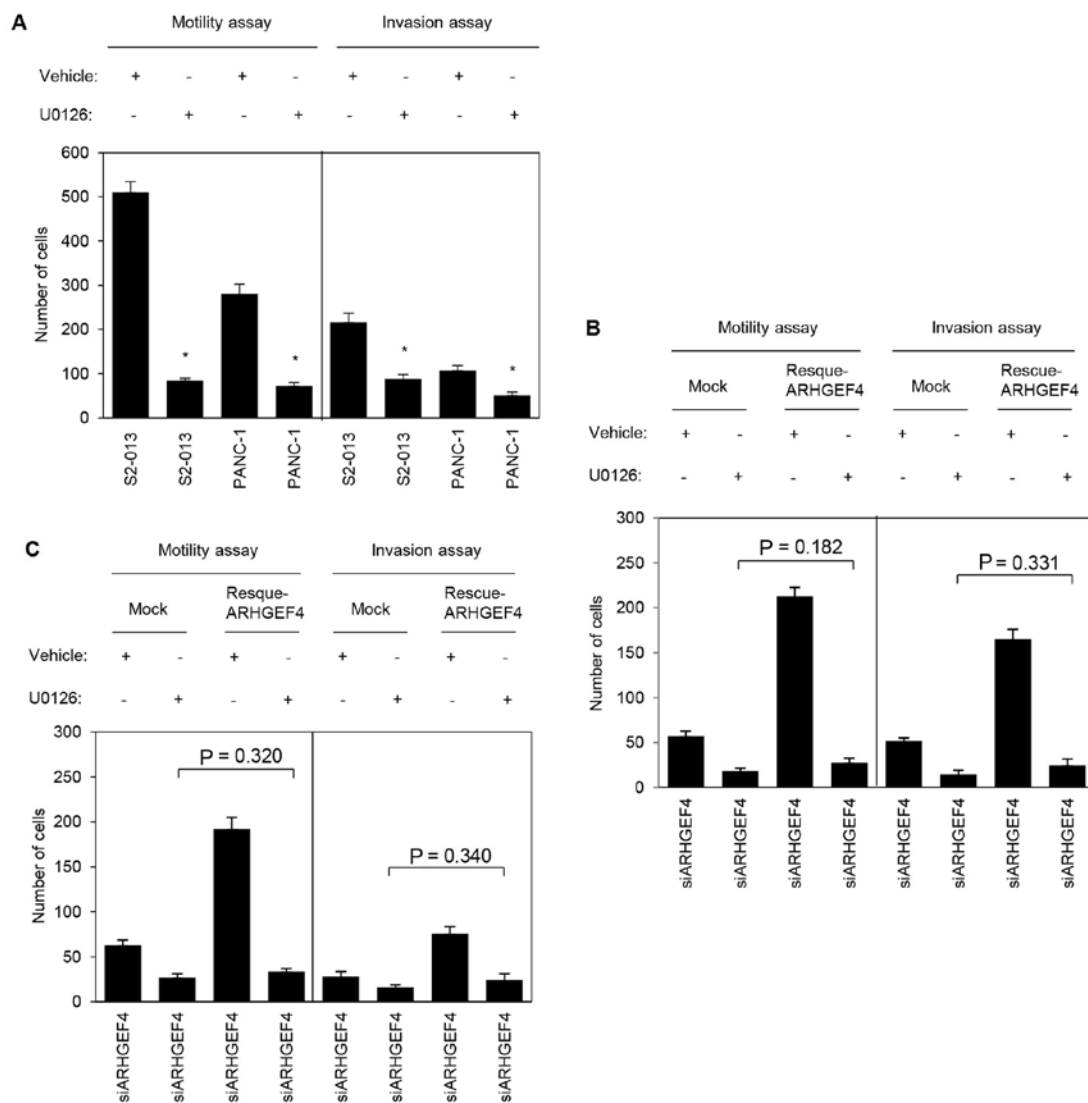 A
Motility assay Invasion assay
Vehicle: + - + - + - + -
U0126: - + - + - + - +
Number of cells
600
500
400
300
200
100
0
* * * *
S2-013 S2-013 PANC-1 PANC-1 S2-013 S2-013 PANC-1 PANC-1
B
Motility assay Invasion assay
Mock Resque-ARHGEF4 Mock Rescue-ARHGEF4
Vehicle: + - + - + - + -
U0126: - + - + - + - +
Number of cells
300
250
200
150
100
50
0
P = 0.182 P = 0.331
siARHGEF4 siARHGEF4 siARHGEF4 siARHGEF4 siARHGEF4 siARHGEF4 siARHGEF4 siARHGEF4
C
Motility assay Invasion assay
Mock Resque-ARHGEF4 Mock Rescue-ARHGEF4
Vehicle: + - + - + - + -
U0126: - + - + - + - +
Number of cells
300
250
200
150
100
50
0
P = 0.320
P = 0.340
siARHGEF4 siARHGEF4 siARHGEF4 siARHGEF4 siARHGEF4 siARHGEF4 siARHGEF4 siARHGEF4